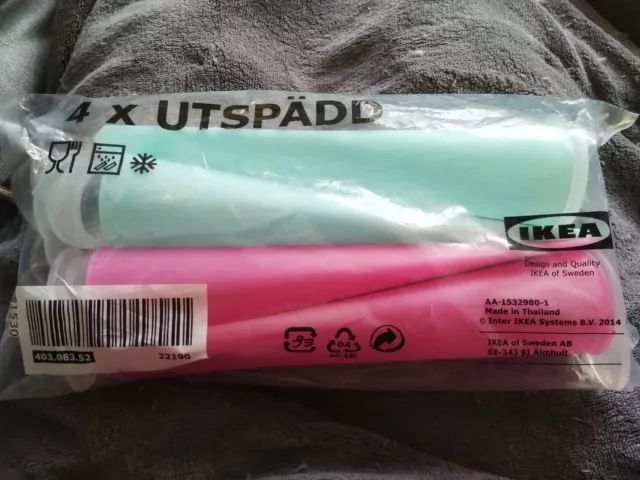 4 X UTSPÄDD
IKEA
Design and Quality
IKEA of Sweden
AA-1532980-1
Made in Thailand
© Inter IKEA Systems B.V. 2014
IKEA of Sweden AB
SE-343 81 Älmhult
403.083.52
22190
04